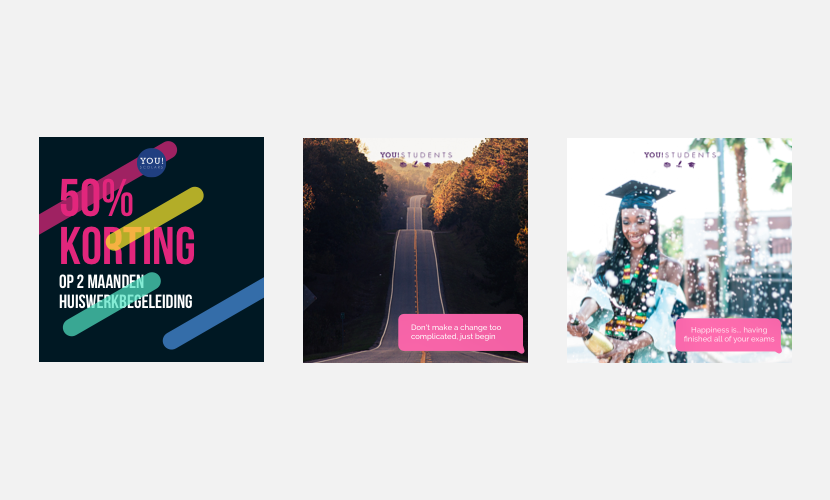 YOU!
SCHOLARS
50%
KORTING
OP 2 MAANDEN
HUISWERKBEGELEIDING
YOU!STUDENTS
Don't make a change too
complicated, just begin
YOU!STUDENTS
Happiness is... having
finished all of your exams